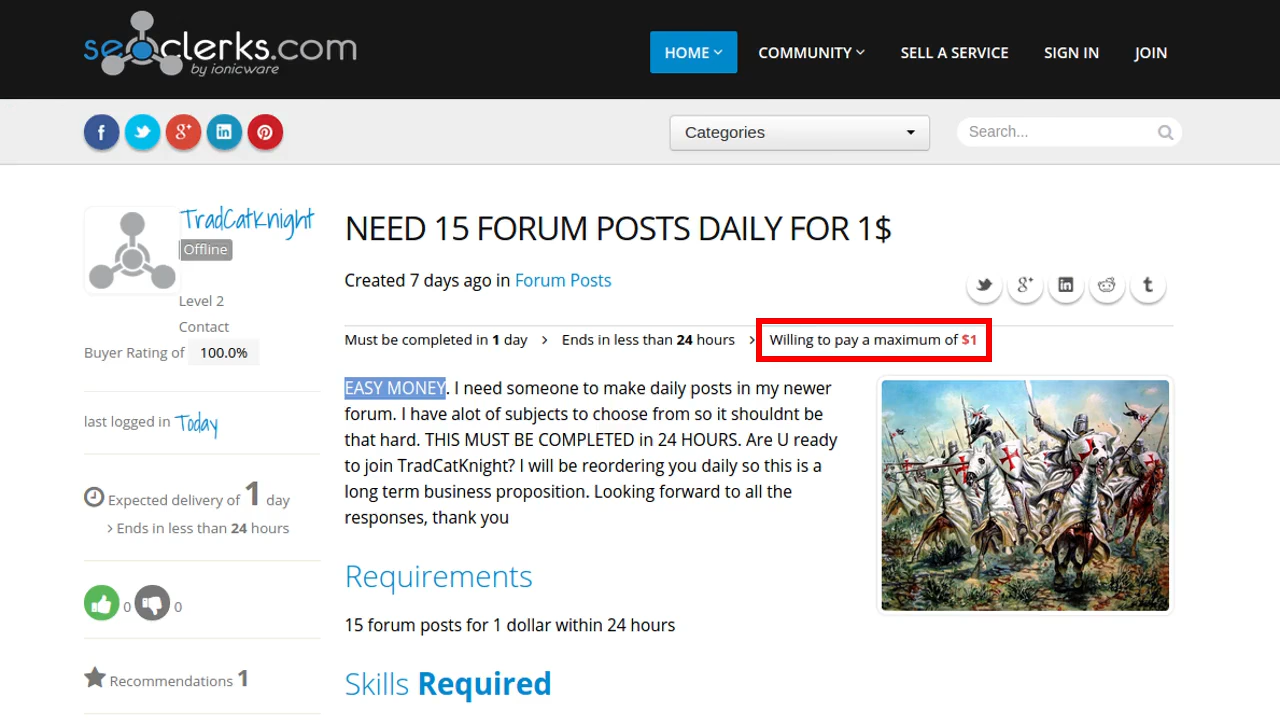 seoclerks.com
by ionicware
HOME
COMMUNITY
SELL A SERVICE
SIGN IN
JOIN
Categories
Search...
TradCatKnight
Offline
Level 2
Contact
Buyer Rating of 100.0%
last logged in Today
Expected delivery of 1 day
Ends in less than 24 hours
0
0
Recommendations 1
NEED 15 FORUM POSTS DAILY FOR 1$
Created 7 days ago in Forum Posts
Must be completed in 1 day > Ends in less than 24 hours > Willing to pay a maximum of $1
EASY MONEY. I need someone to make daily posts in my newer
forum. I have alot of subjects to choose from so it shouldnt be
that hard. THIS MUST BE COMPLETED in 24 HOURS. Are U ready
to join TradCatKnight? I will be reordering you daily so this is a
long term business proposition. Looking forward to all the
responses, thank you
Requirements
15 forum posts for 1 dollar within 24 hours
Skills Required